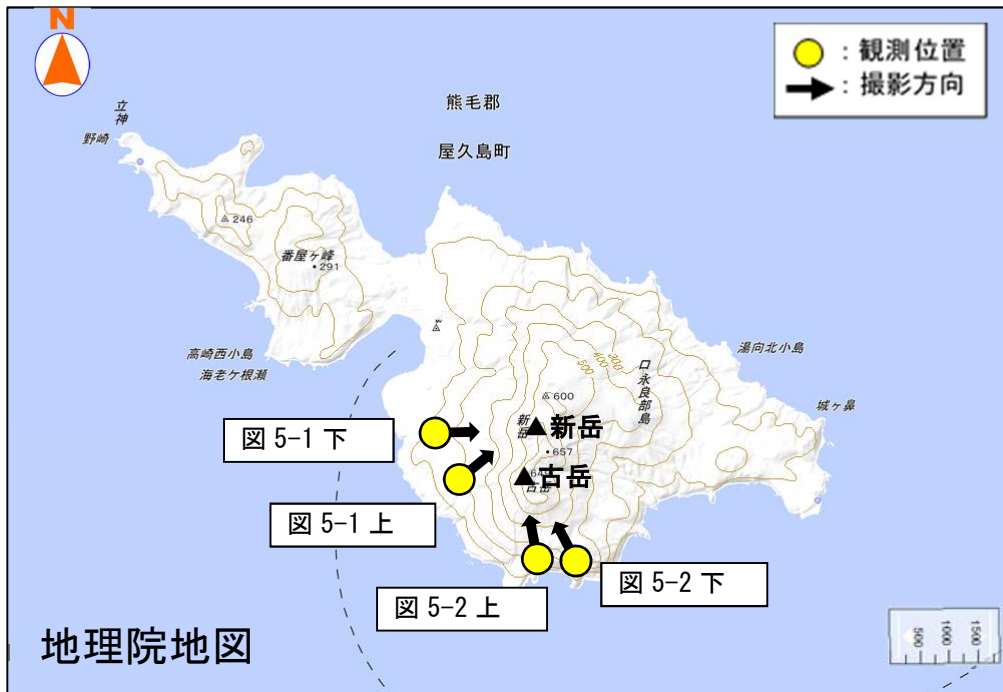 N
：観測位置
：撮影方向
熊毛郡
屋久島町
立神
野崎
246
番屋ヶ峰
291
高崎西小島
海老ケ根瀬
湯向北小島
城ヶ鼻
口永良部島
500
400
300
600
新岳
新岳
657
古岳
古岳
図 5-1 下
図 5-1 上
図 5-2 上
図 5-2 下
地理院地図
500
1000
1500